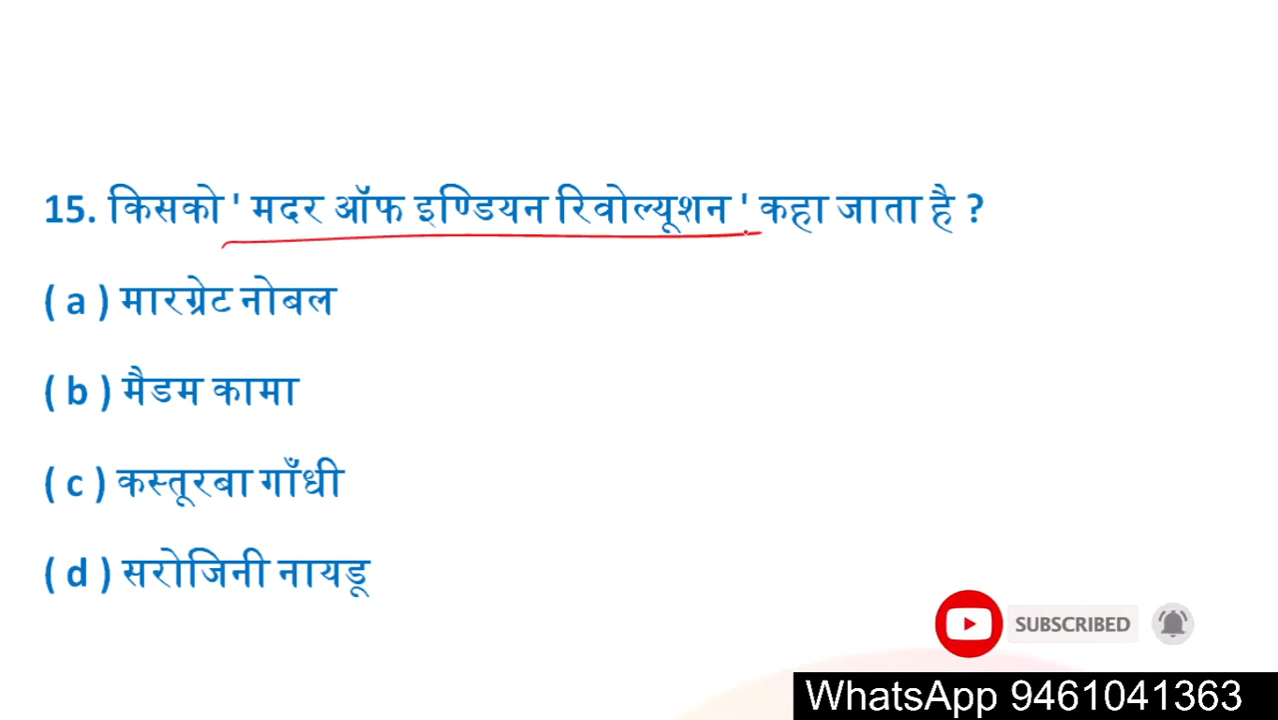 15. किसको ' मदर ऑफ इण्डियन रिवोल्यूशन ' कहा जाता है ?
( a ) मारग्रेट नोबल
( b ) मैडम कामा
( c ) कस्तूरबा गाँधी
( d ) सरोजिनी नायडू
SUBSCRIBED
WhatsApp 9461041363